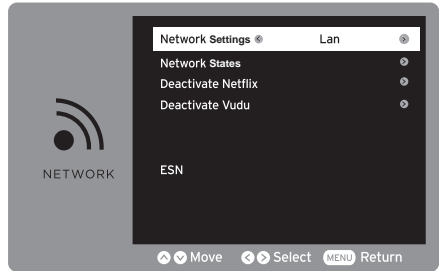 Network Settings Lan
Network States
Deactivate Netflix
Deactivate Vudu
NETWORK
ESN
Move Select MENU Return